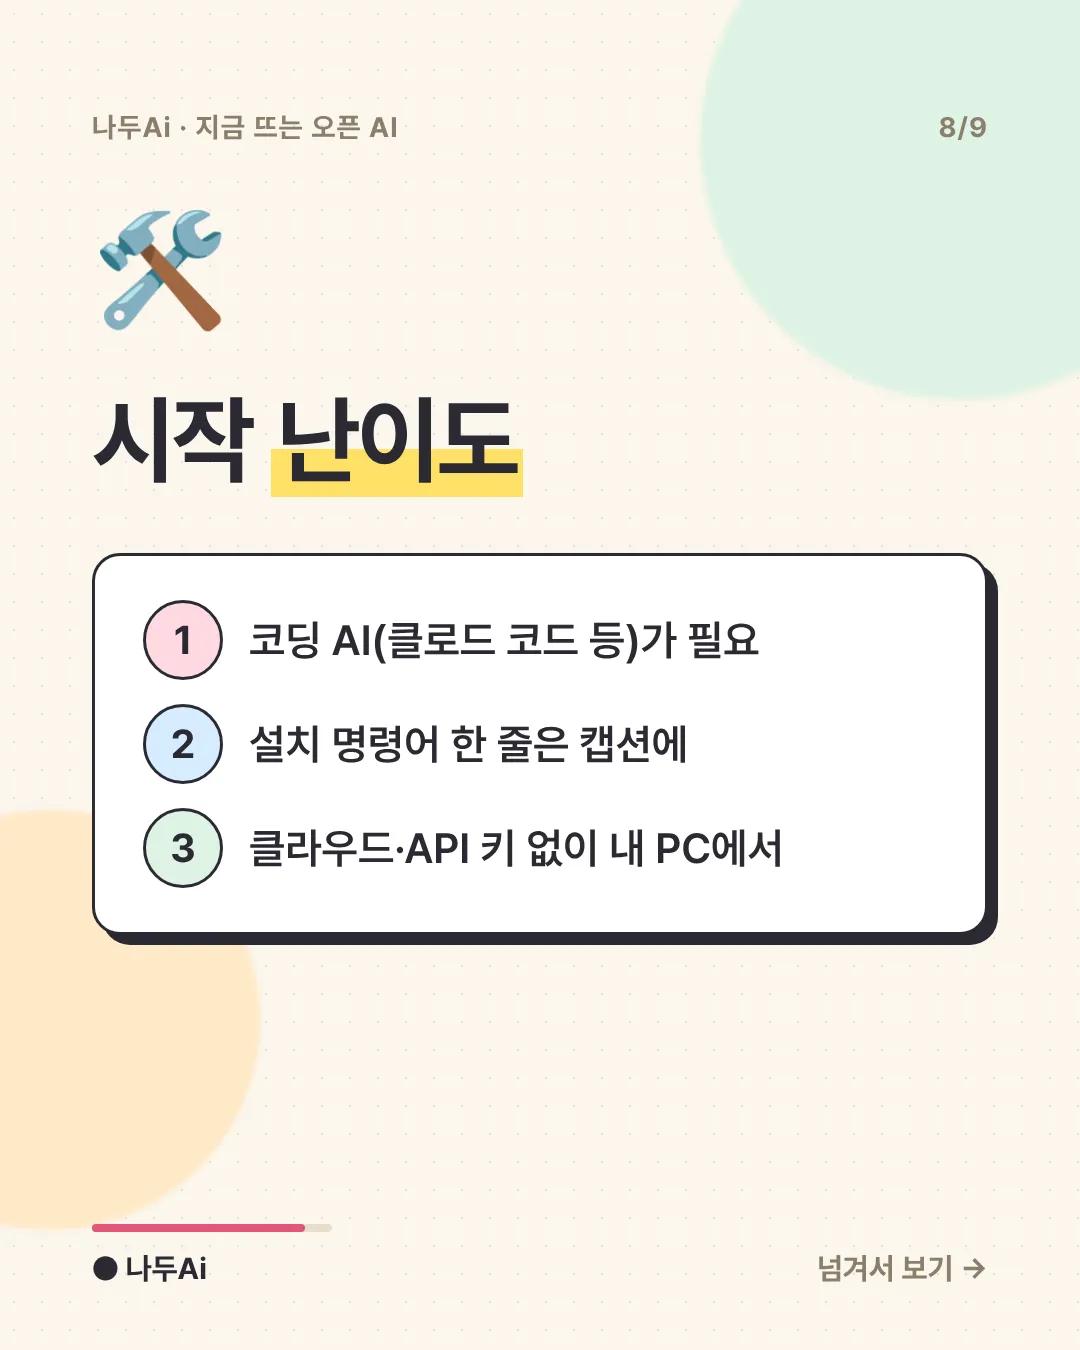 나두Ai · 지금 뜨는 오픈 AI
8/9
시작 난이도
1 코딩 AI(클로드 코드 등)가 필요
2 설치 명령어 한 줄은 캡션에
3 클라우드·API 키 없이 내 PC에서
나두Ai
넘겨서 보기 →